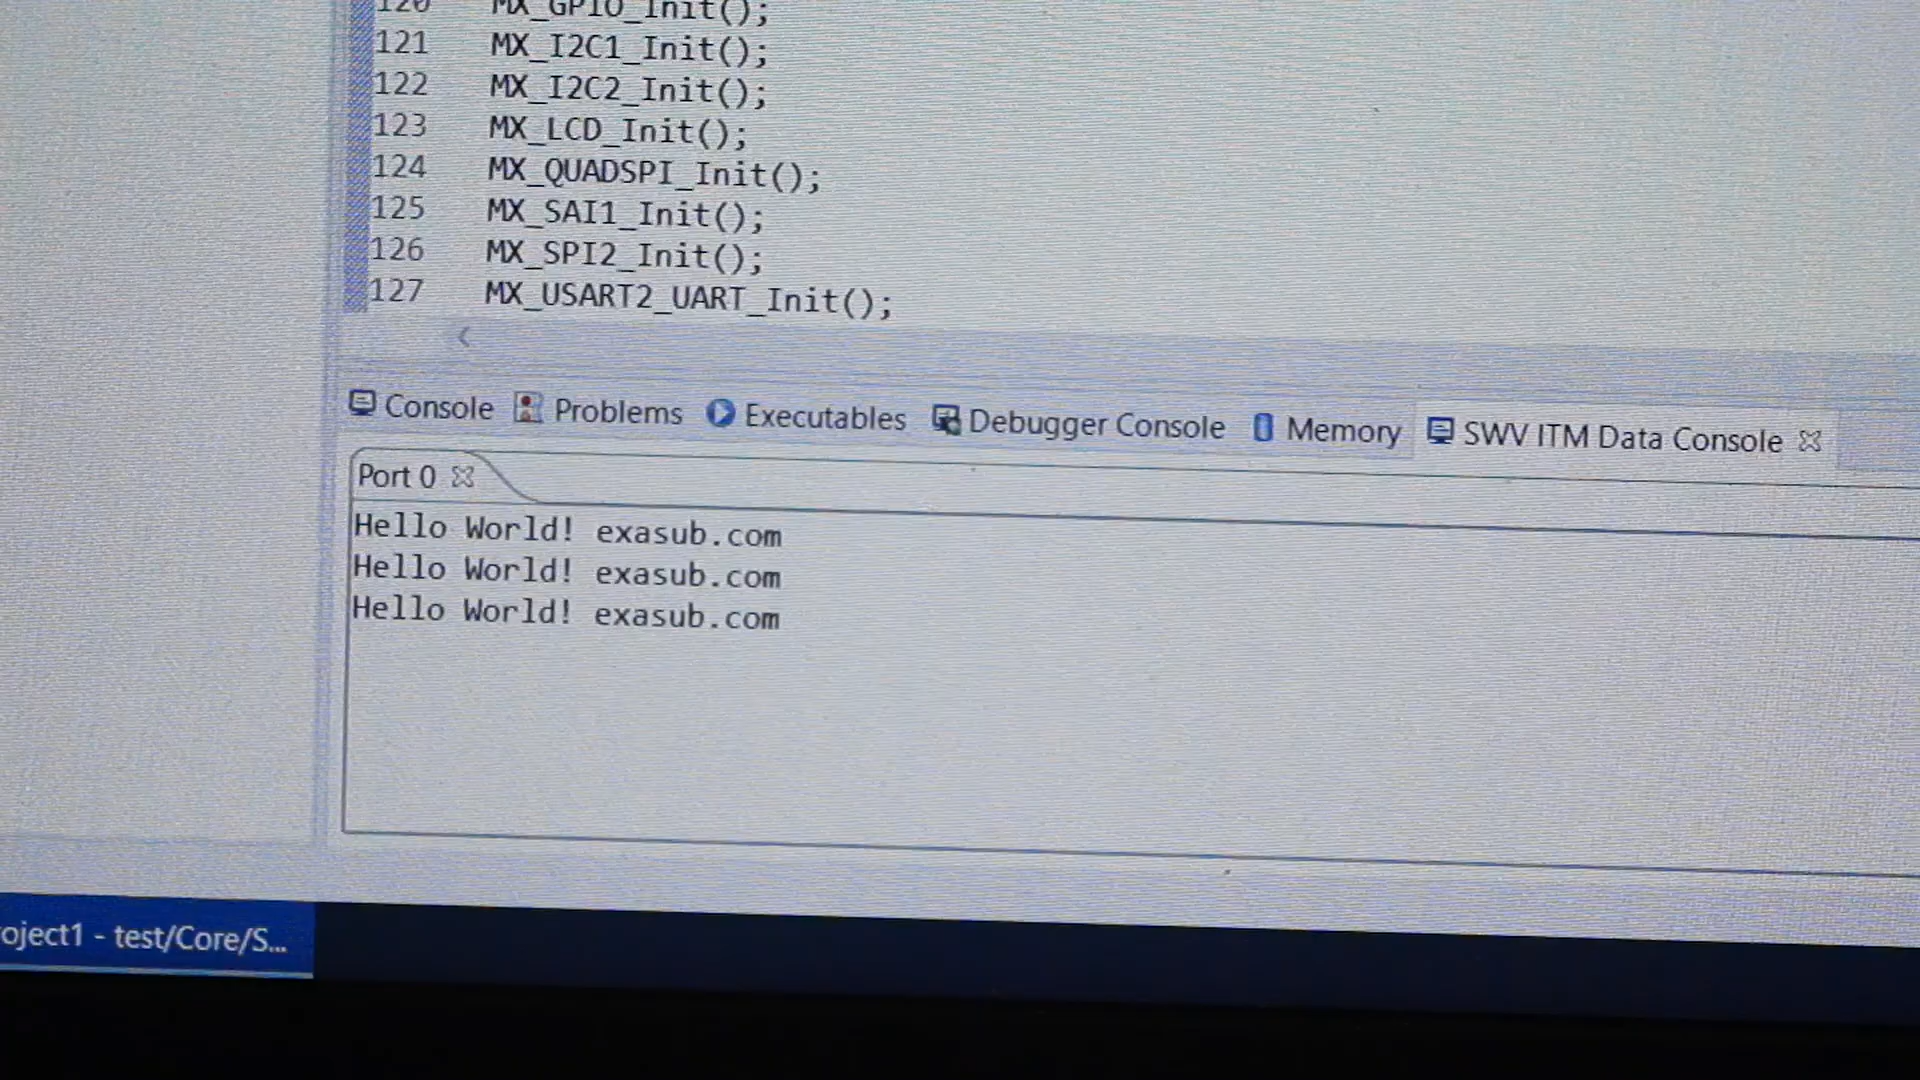 120 MX_GPIO_Init();
121 MX_I2C1_Init();
122 MX_I2C2_Init();
123 MX_LCD_Init();
124 MX_QUADSPI_Init();
125 MX_SAI1_Init();
126 MX_SPI2_Init();
127 MX_USART2_UART_Init();
Console Problems Executables Debugger Console Memory SWV ITM Data Console
Port 0
Hello World! exasub.com
Hello World! exasub.com
Hello World! exasub.com
oject1 - test/Core/S...